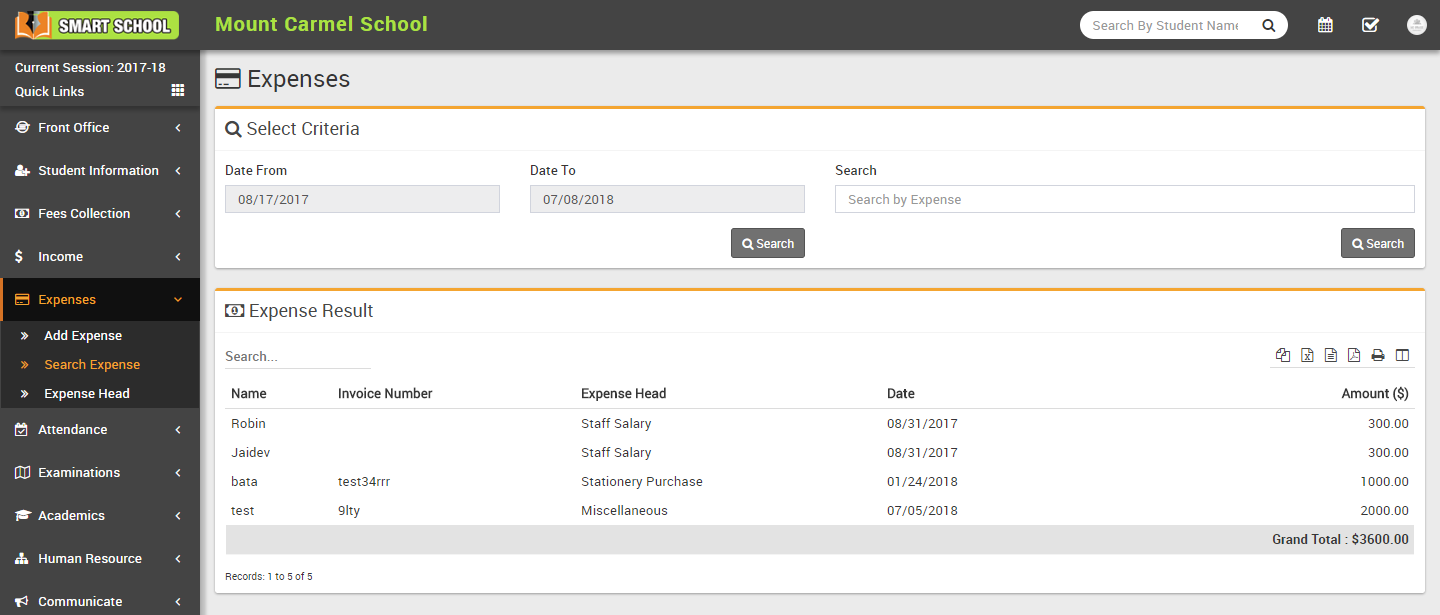 SMART SCHOOL
Mount Carmel School
Search By Student Name
Current Session: 2017-18
Quick Links
Front Office
Student Information
Fees Collection
Income
Expenses
Add Expense
Search Expense
Expense Head
Attendance
Examinations
Academics
Human Resource
Communicate
Expenses
Select Criteria
Date From Date To Search
08/17/2017 07/08/2018 Search by Expense
Search Search
Expense Result
Search...
Name Invoice Number Expense Head Date Amount ($)
Robin Staff Salary 08/31/2017 300.00
Jaidev Staff Salary 08/31/2017 300.00
bata test34rrr Stationery Purchase 01/24/2018 1000.00
test 9lty Miscellaneous 07/05/2018 2000.00
Grand Total : $3600.00
Records: 1 to 5 of 5